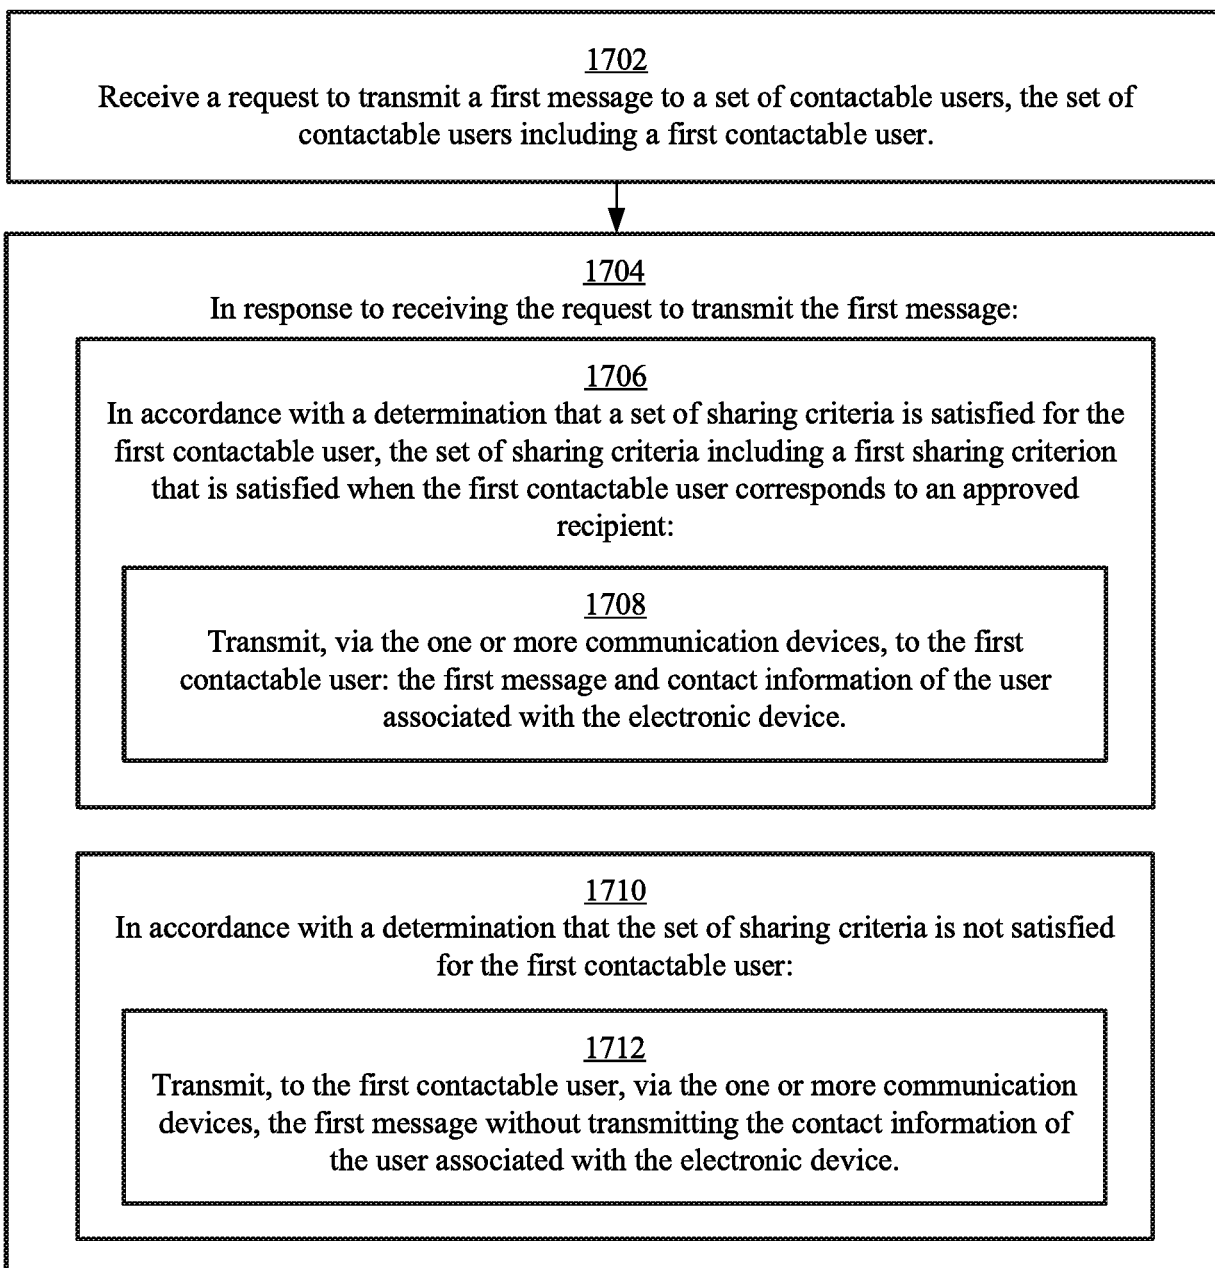 1702
Receive a request to transmit a first message to a set of contactable users, the set of
contactable users including a first contactable user.
1704
In response to receiving the request to transmit the first message:
1706
In accordance with a determination that a set of sharing criteria is satisfied for the
first contactable user, the set of sharing criteria including a first sharing criterion
that is satisfied when the first contactable user corresponds to an approved
recipient:
1708
Transmit, via the one or more communication devices, to the first
contactable user: the first message and contact information of the user
associated with the electronic device.
1710
In accordance with a determination that the set of sharing criteria is not satisfied
for the first contactable user:
1712
Transmit, to the first contactable user, via the one or more communication
devices, the first message without transmitting the contact information of
the user associated with the electronic device.